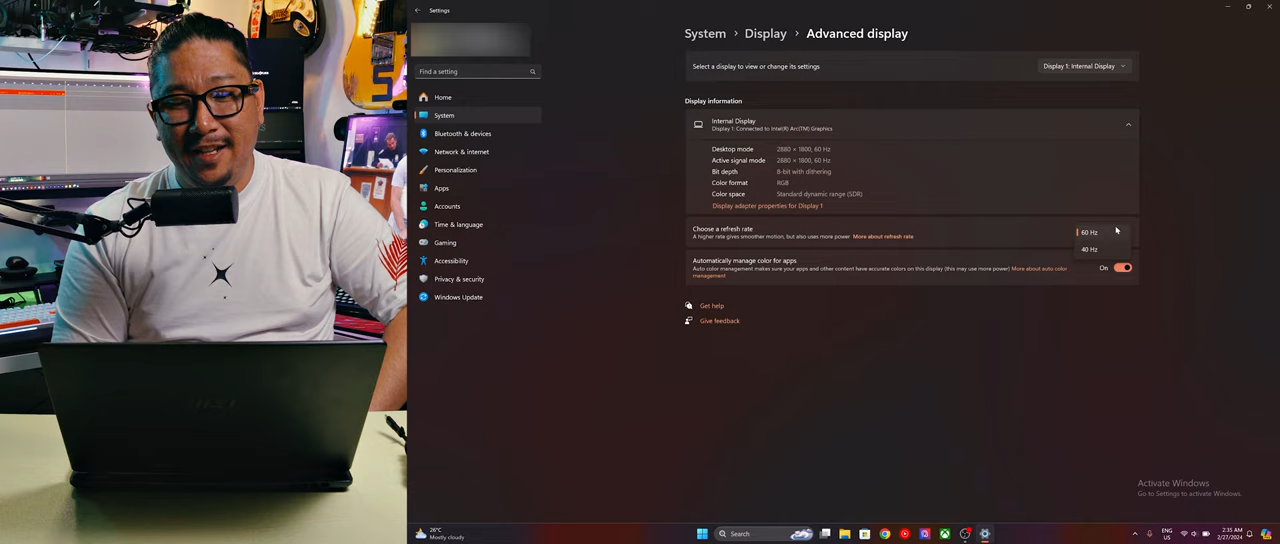 Settings
System > Display > Advanced display
Find a setting
Home
System
Bluetooth & devices
Network & internet
Personalization
Apps
Accounts
Time & language
Gaming
Accessibility
Privacy & security
Windows Update
Select a display to view or change its settings
Display 1: Internal Display
Display information
Internal Display
Display 1: Connected to Intel(R) Arc(TM) Graphics
Desktop mode 2880 × 1800, 60 Hz
Active signal mode 2880 × 1800, 60 Hz
Bit depth 8-bit with dithering
Color format RGB
Color space Standard dynamic range (SDR)
Display adapter properties for Display 1
Choose a refresh rate
A higher rate gives smoother motion, but also uses more power More about refresh rate
60 Hz
40 Hz
Automatically manage color for apps
Auto color management makes sure your apps and other content have accurate colors on this display (this may use more power) More about auto color
management
On
Get help
Give feedback
Activate Windows
Go to Settings to activate Windows.
26°C
Mostly cloudy
Search
ENG
US
2:35 AM
2/27/2024
msi